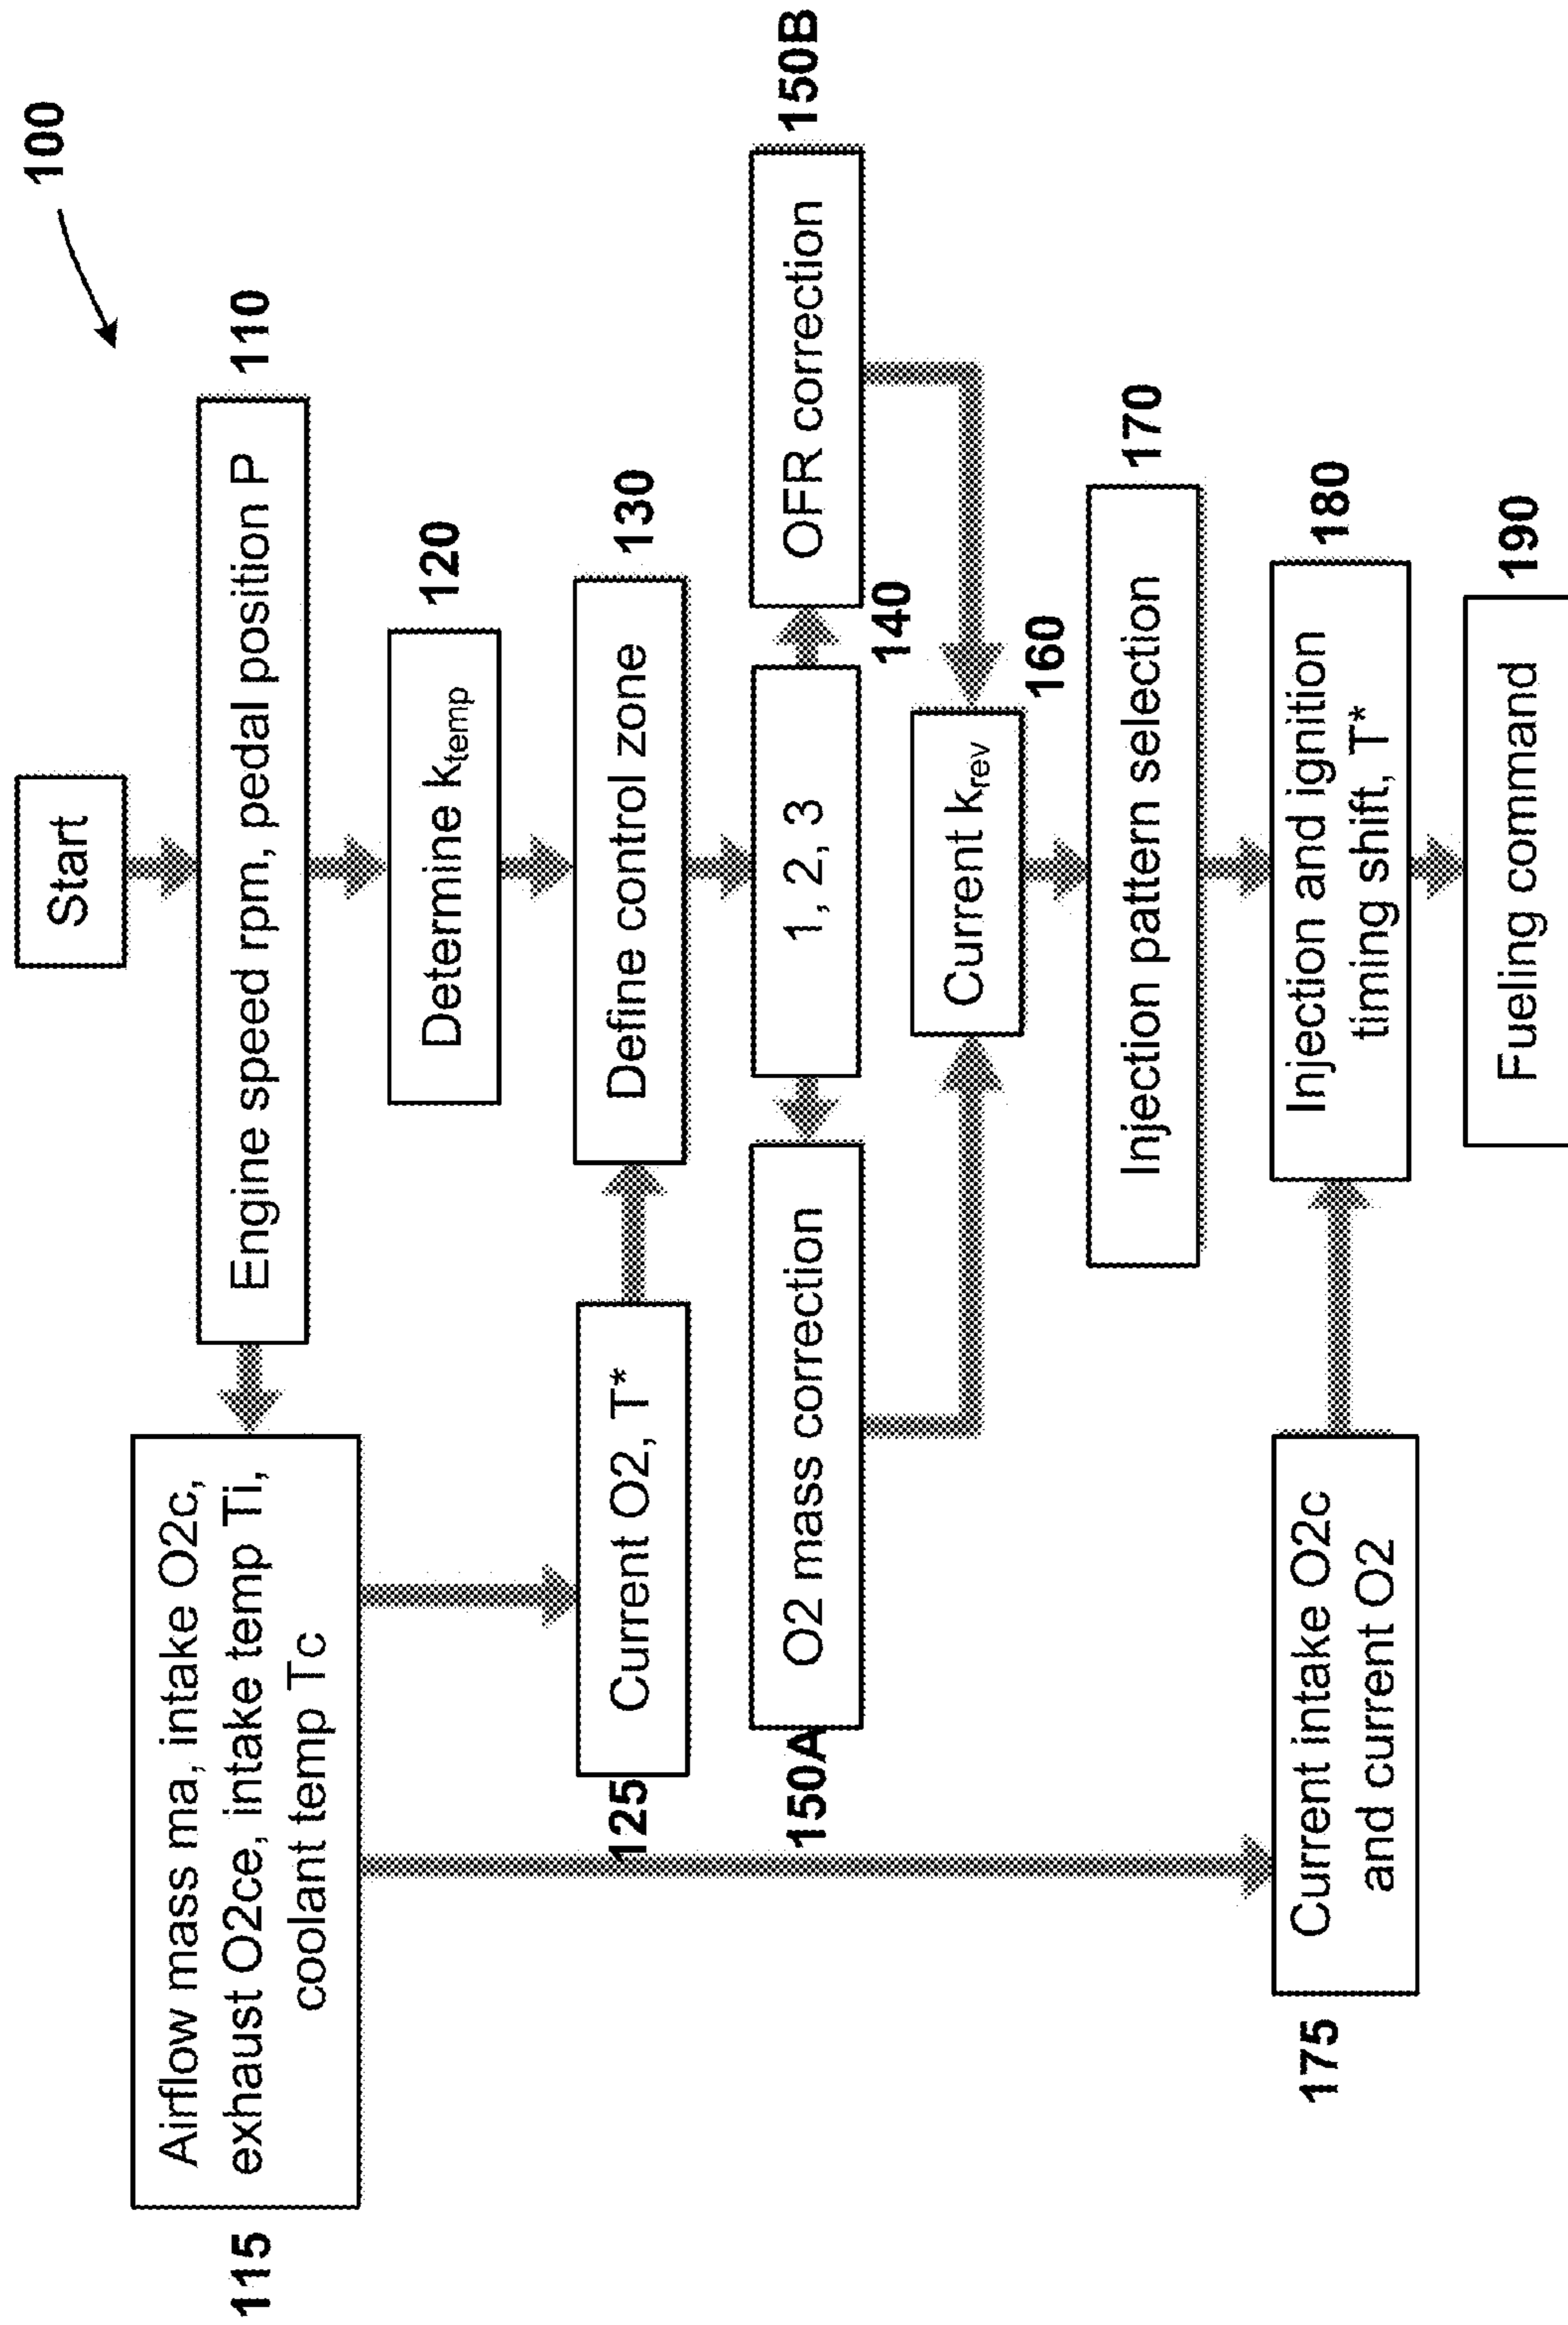 100
Start
Engine speed rpm, pedal position P
110
115
Airflow mass ma, intake O2c,
exhaust O2ce, intake temp Ti,
coolant temp Tc
Determine ktemp
120
125
Current O2, T*
Define control zone
130
1, 2, 3
140
150A
O2 mass correction
OFR correction
150B
Current krev
160
Injection pattern selection
170
175
Current intake O2c
and current O2
Injection and ignition
timing shift, T*
180
Fueling command
190